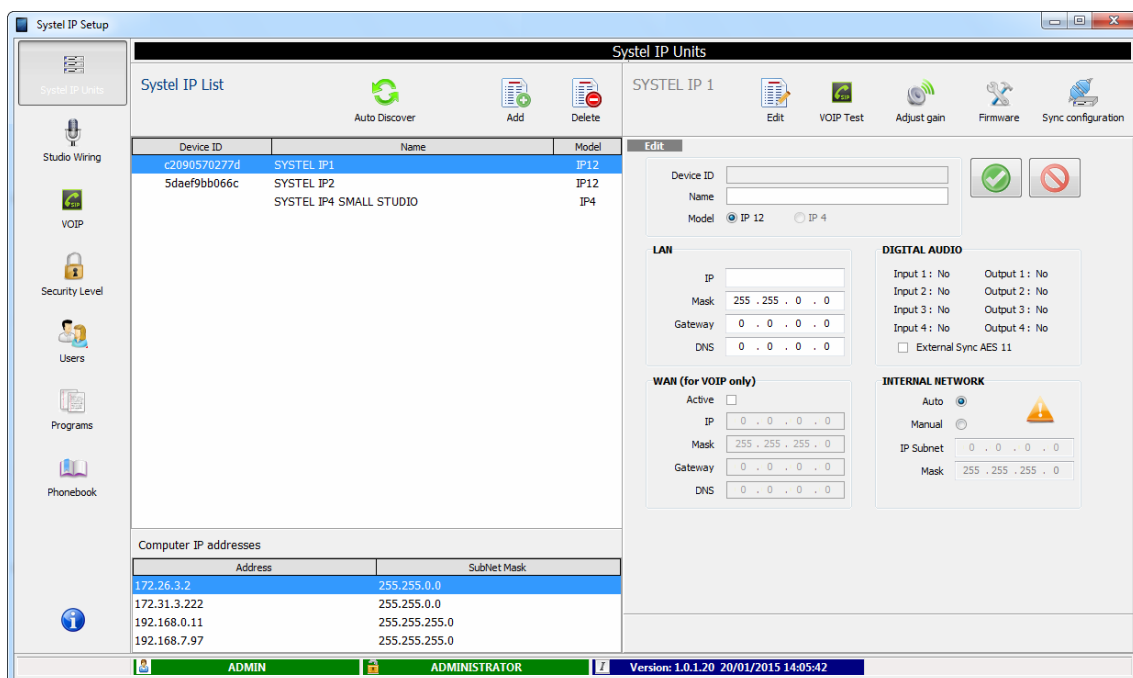 Systel IP Setup
Systel IP Units
Systel IP Units
Studio Wiring
SIP
VOIP
Security Level
Users
Programs
Phonebook
Systel IP List
Auto Discover
Add
Delete
Device ID Name Model
c2090570277d SYSTEL IP1 IP12
5daef9bb066c SYSTEL IP2 IP12
SYSTEL IP4 SMALL STUDIO IP4
Computer IP addresses
Address SubNet Mask
172.26.3.2 255.255.0.0
172.31.3.222 255.255.0.0
192.168.0.11 255.255.255.0
192.168.7.97 255.255.255.0
SYSTEL IP 1
Edit
SIP
VOIP Test
Adjust gain
Firmware
Sync configuration
Edit
Device ID
Name
Model IP 12 IP 4
LAN
IP
Mask 255 . 255 . 0 . 0
Gateway 0 . 0 . 0 . 0
DNS 0 . 0 . 0 . 0
DIGITAL AUDIO
Input 1 : No Output 1 : No
Input 2 : No Output 2 : No
Input 3 : No Output 3 : No
Input 4 : No Output 4 : No
External Sync AES 11
WAN (for VOIP only)
Active
IP 0 . 0 . 0 . 0
Mask 255 . 255 . 255 . 0
Gateway 0 . 0 . 0 . 0
DNS 0 . 0 . 0 . 0
INTERNAL NETWORK
Auto
Manual
IP Subnet 0 . 0 . 0 . 0
Mask 255 . 255 . 255 . 0
ADMIN ADMINISTRATOR I Version: 1.0.1.20 20/01/2015 14:05:42